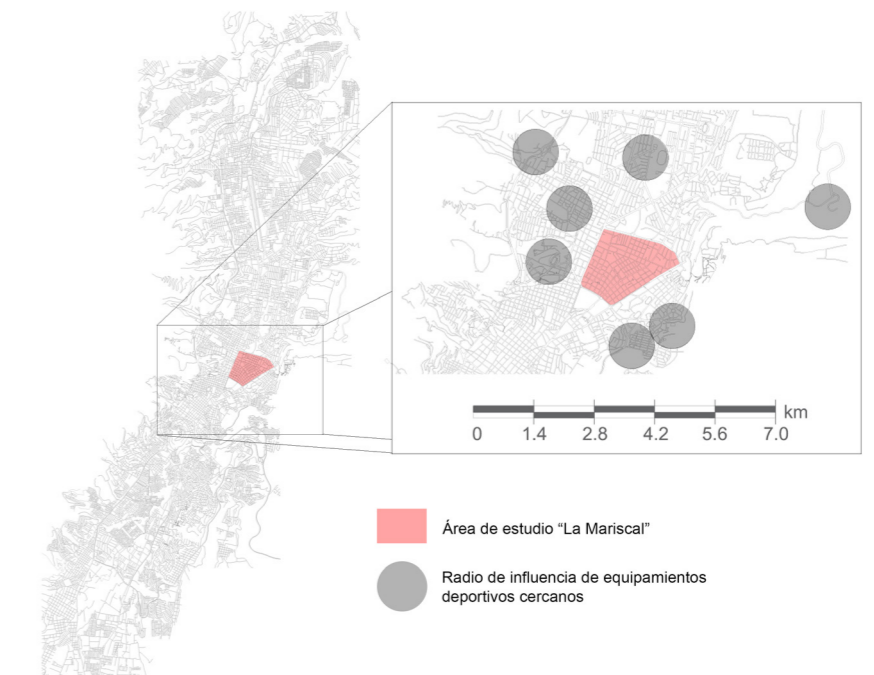 km
0 1.4 2.8 4.2 5.6 7.0
Área de estudio “La Mariscal”
Radio de influencia de equipamientos
deportivos cercanos